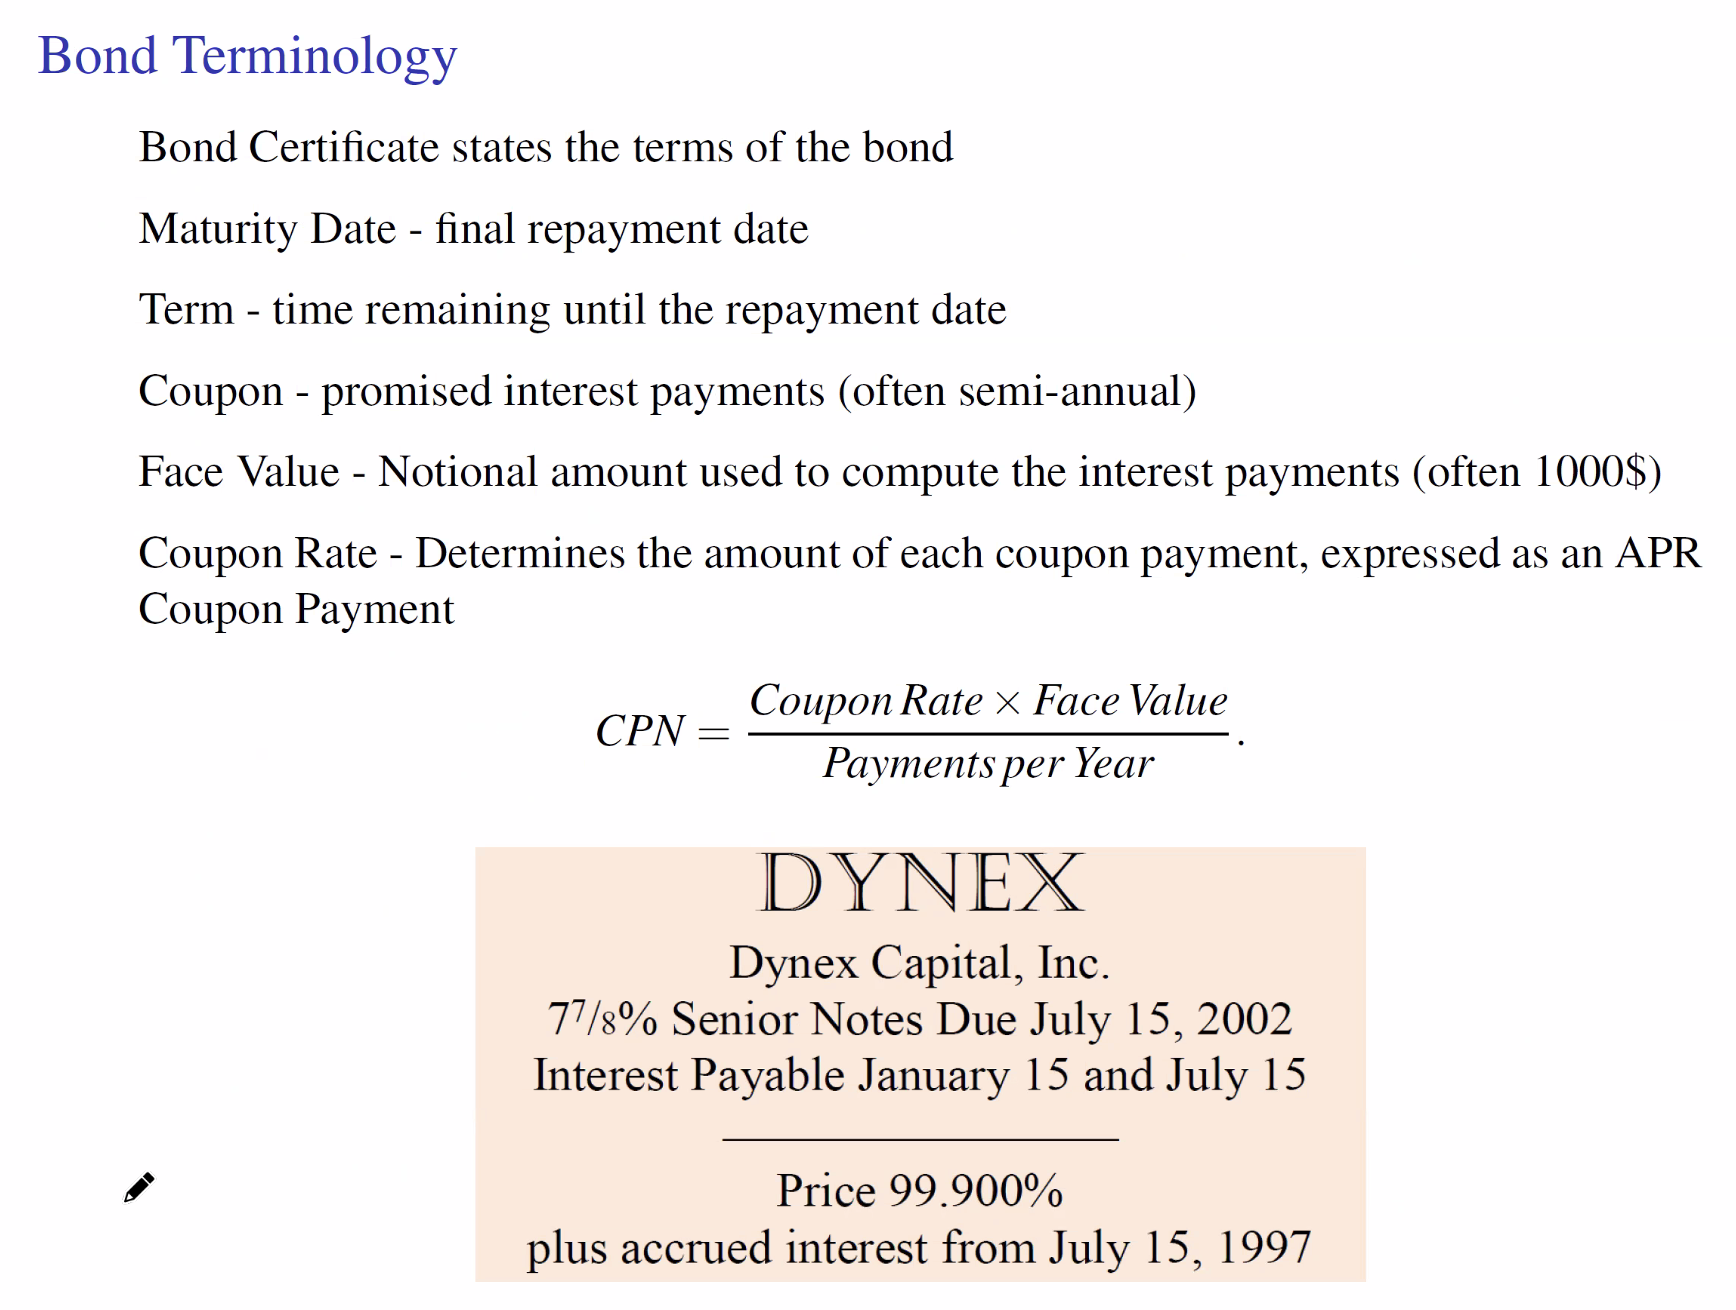 Bond Terminology
Bond Certificate states the terms of the bond
Maturity Date - final repayment date
Term - time remaining until the repayment date
Coupon - promised interest payments (often semi-annual)
Face Value - Notional amount used to compute the interest payments (often 1000$)
Coupon Rate - Determines the amount of each coupon payment, expressed as an APR
Coupon Payment
CPN = Coupon Rate × Face Value / Payments per Year .
DYNEX
Dynex Capital, Inc.
7 7/8% Senior Notes Due July 15, 2002
Interest Payable January 15 and July 15
Price 99.900%
plus accrued interest from July 15, 1997